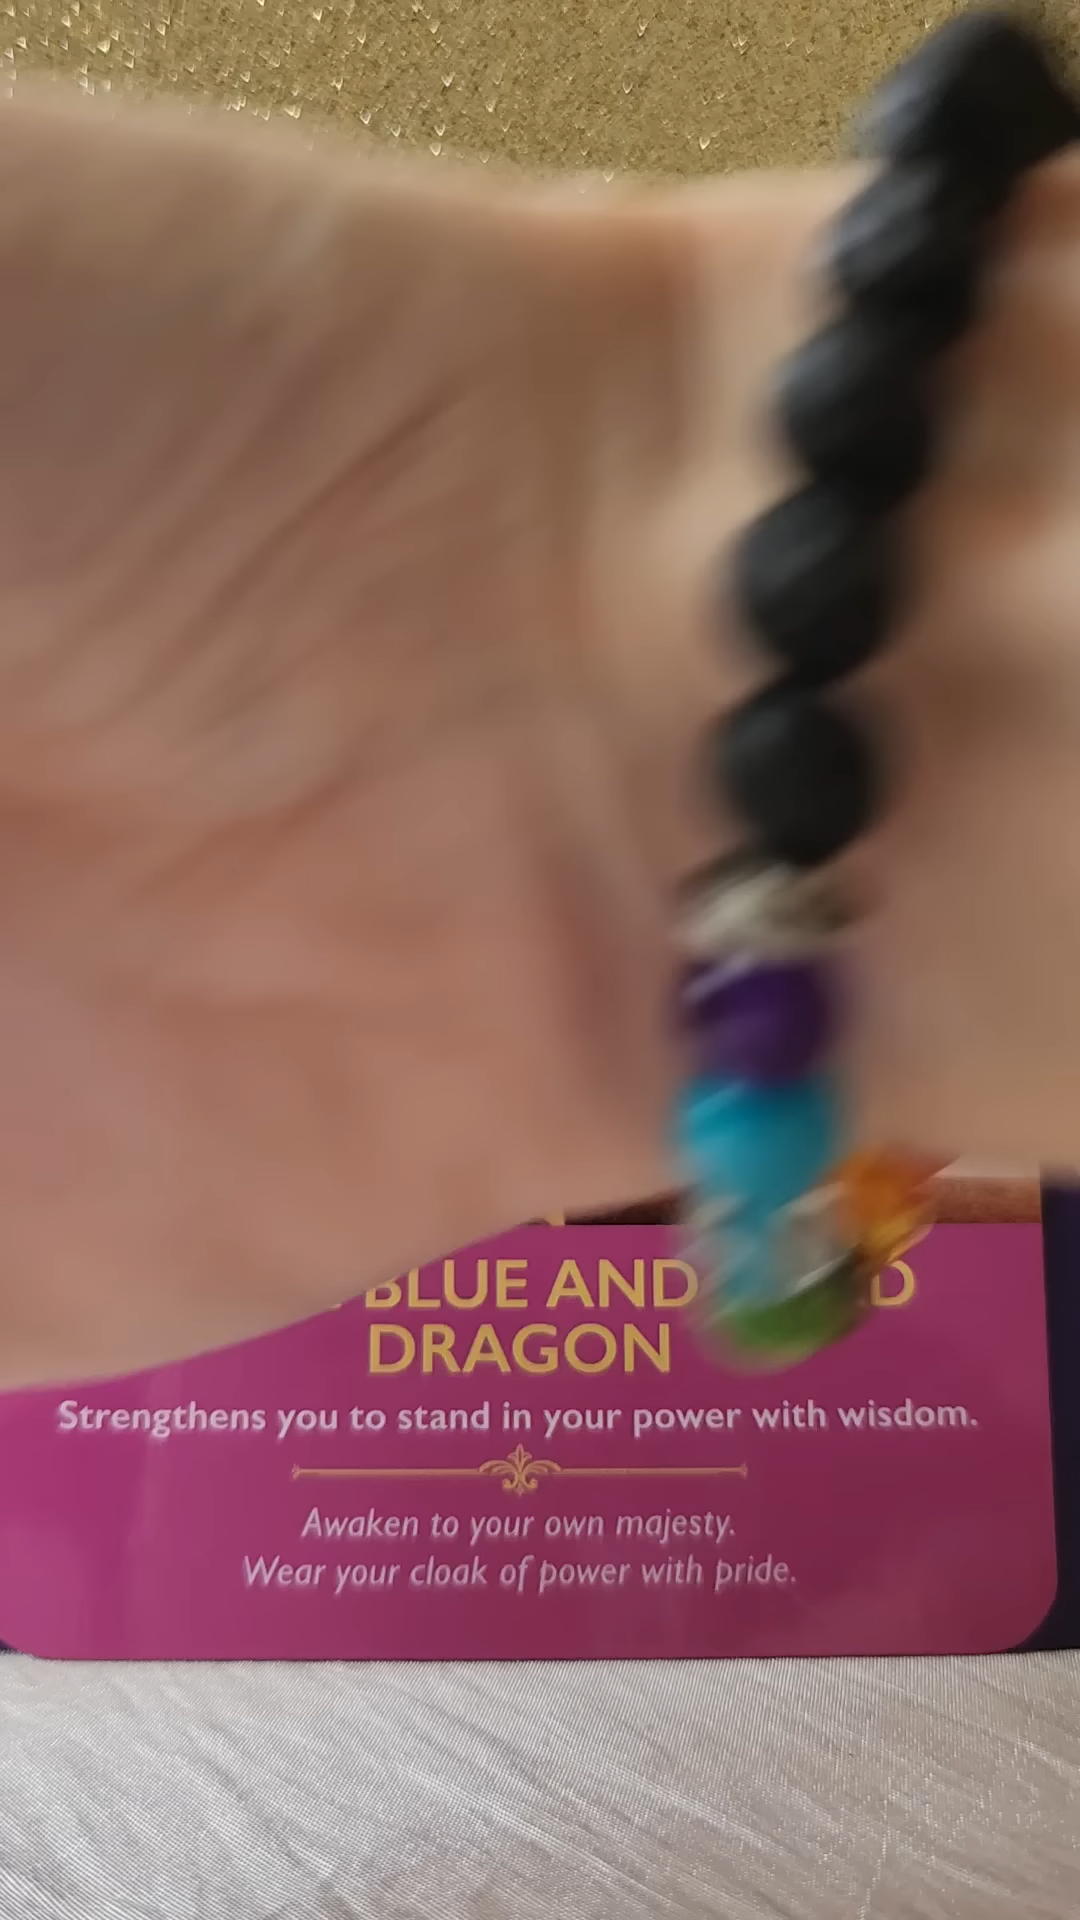 BLUE AND
DRAGON
Strengthens you to stand in your power with wisdom.
Awaken to your own majesty.
Wear your cloak of power with pride.